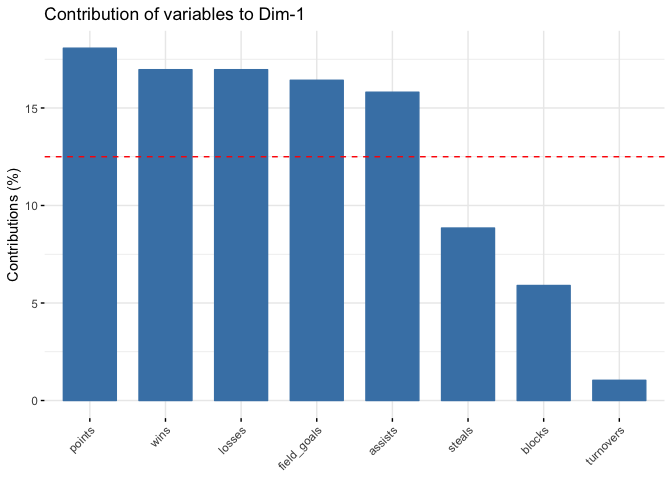 Contribution of variables to Dim-1
Contributions (%)
15
10
5
0
points
wins
losses
field_goals
assists
steals
blocks
turnovers